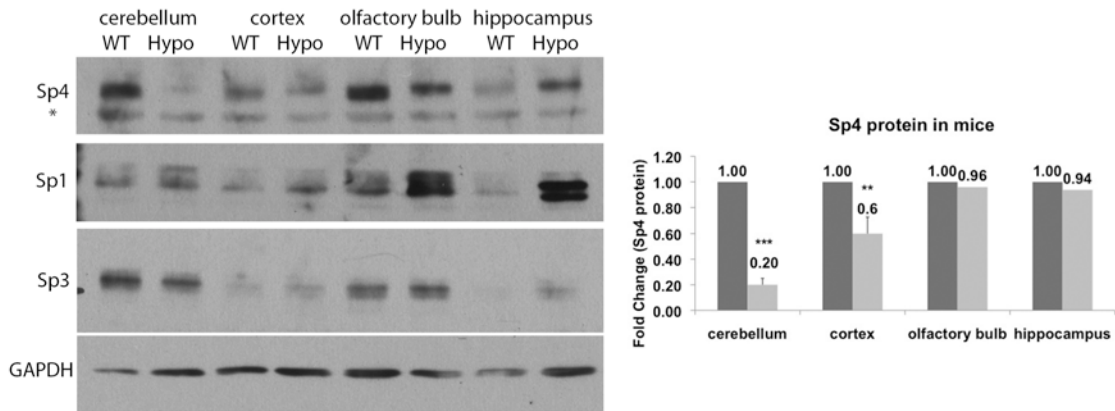 cerebellum cortex olfactory bulb hippocampus
WT Hypo WT Hypo WT Hypo WT Hypo
Sp4
*
Sp1
Sp3
GAPDH
Sp4 protein in mice
Fold Change (Sp4 protein)
1.20
1.00
0.80
0.60
0.40
0.20
0.00
1.00 1.00 1.00 0.96 1.00 0.94
**
0.6
***
0.20
cerebellum cortex olfactory bulb hippocampus